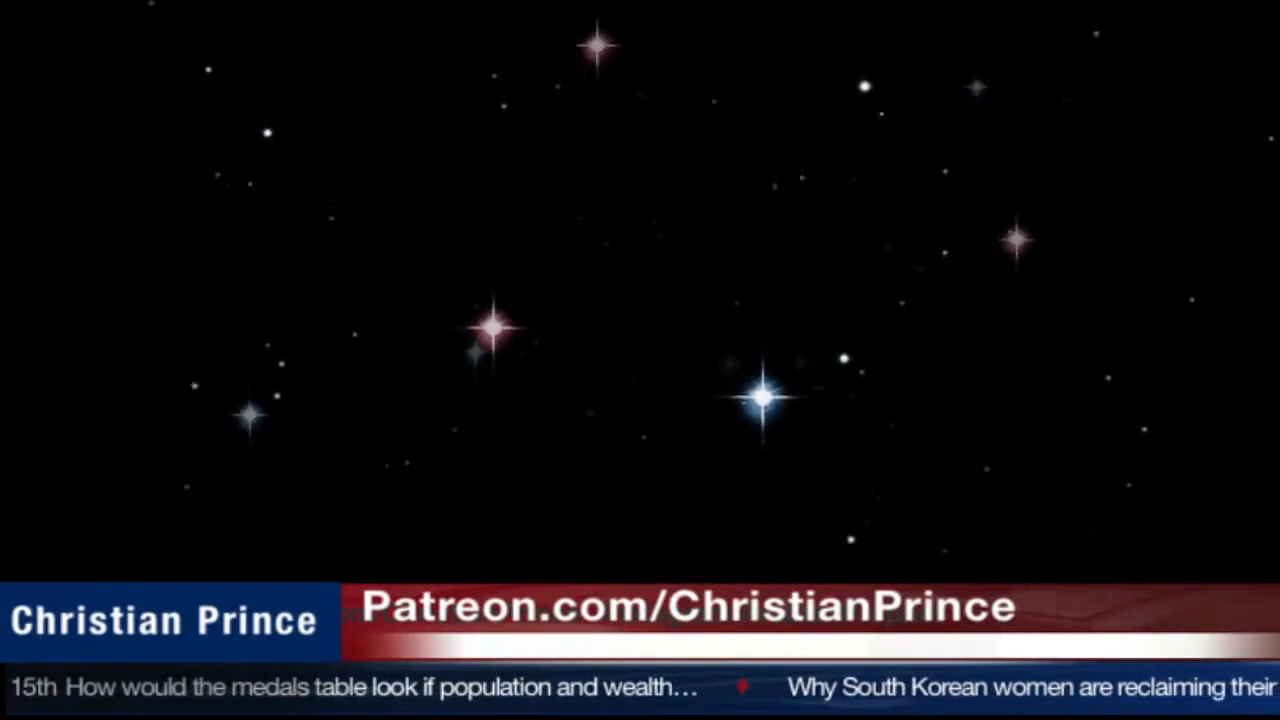 Christian Prince
Patreon.com/ChristianPrince
15th How would the medals table look if population and wealth… Why South Korean women are reclaiming their